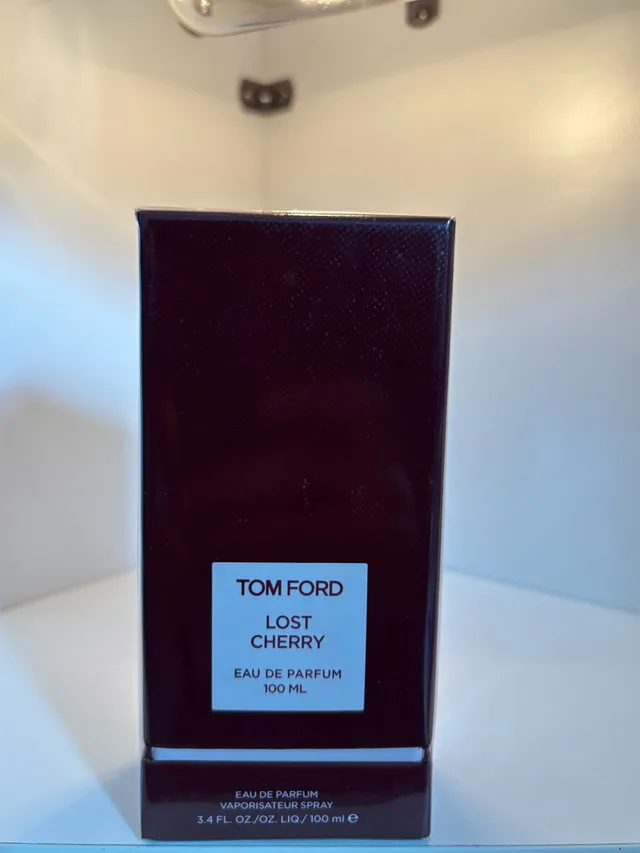 TOM FORD
LOST
CHERRY
EAU DE PARFUM
100 ML
EAU DE PARFUM
VAPORISATEUR SPRAY
3.4 FL. OZ./OZ. LIQ./ 100 ml ℮